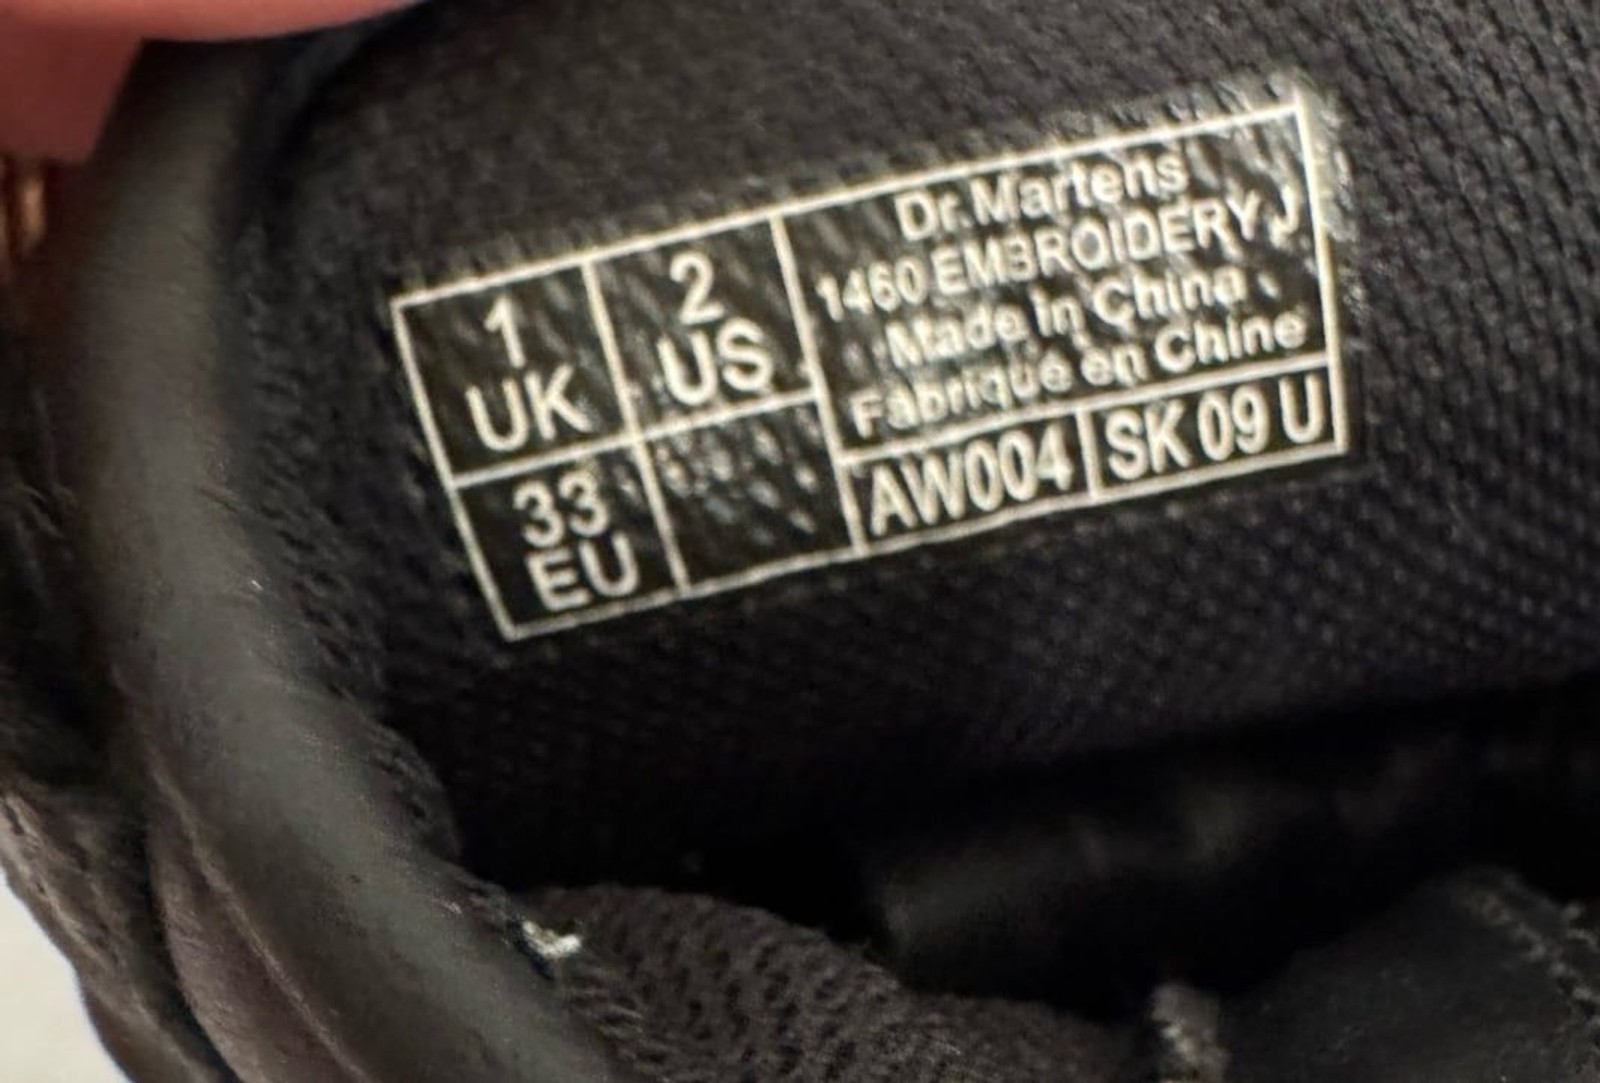 1
UK
2
US
33
EU
Dr. Martens
1460 EMBROIDERY J
Made in China
Fabriqué en Chine
AW004
SK 09 U